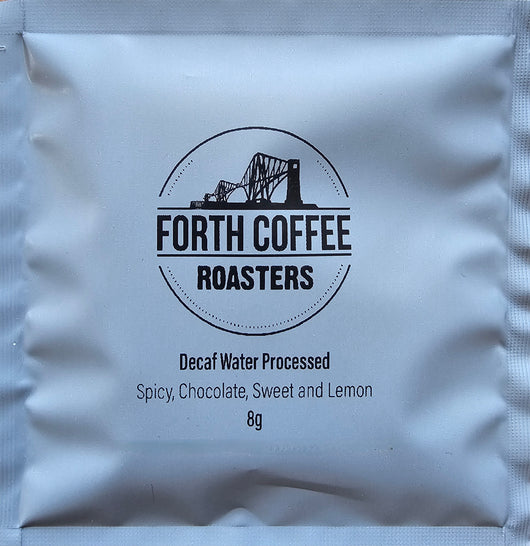 FORTH COFFEE
ROASTERS
Decaf Water Processed
Spicy, Chocolate, Sweet and Lemon
8g